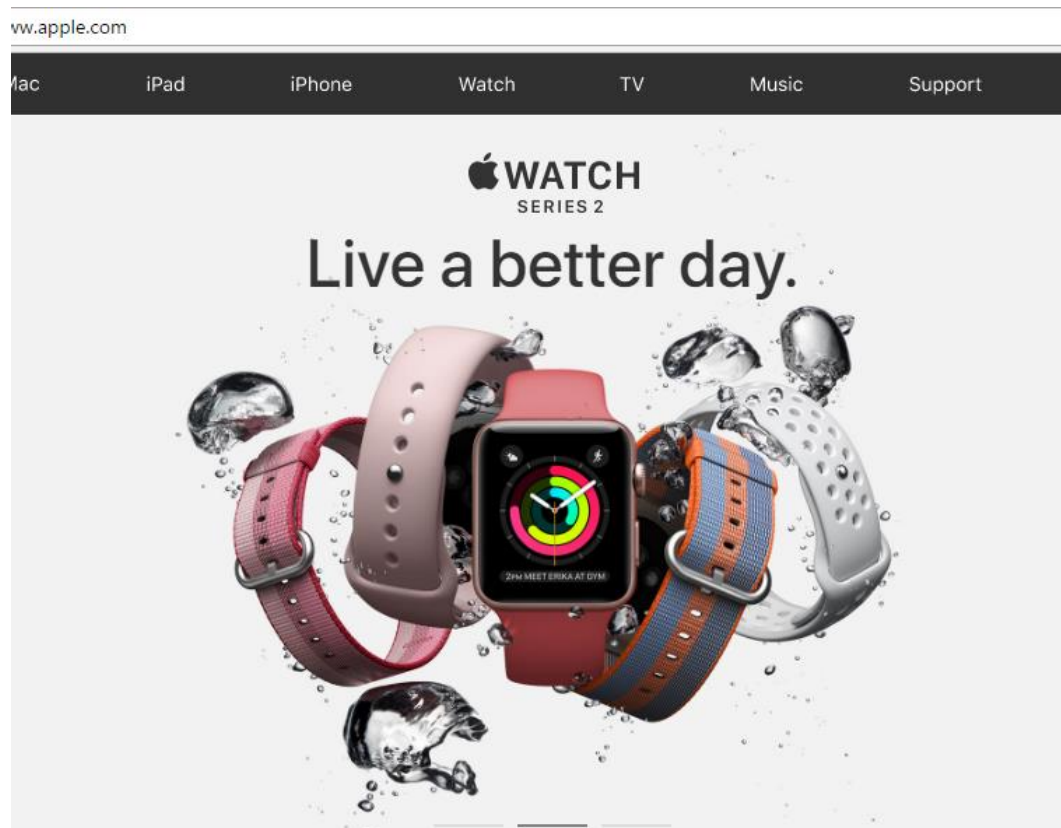 ww.apple.com
Mac iPad iPhone Watch TV Music Support
WATCH
SERIES 2
Live a better day.
2PM MEET ERIKA AT GYM